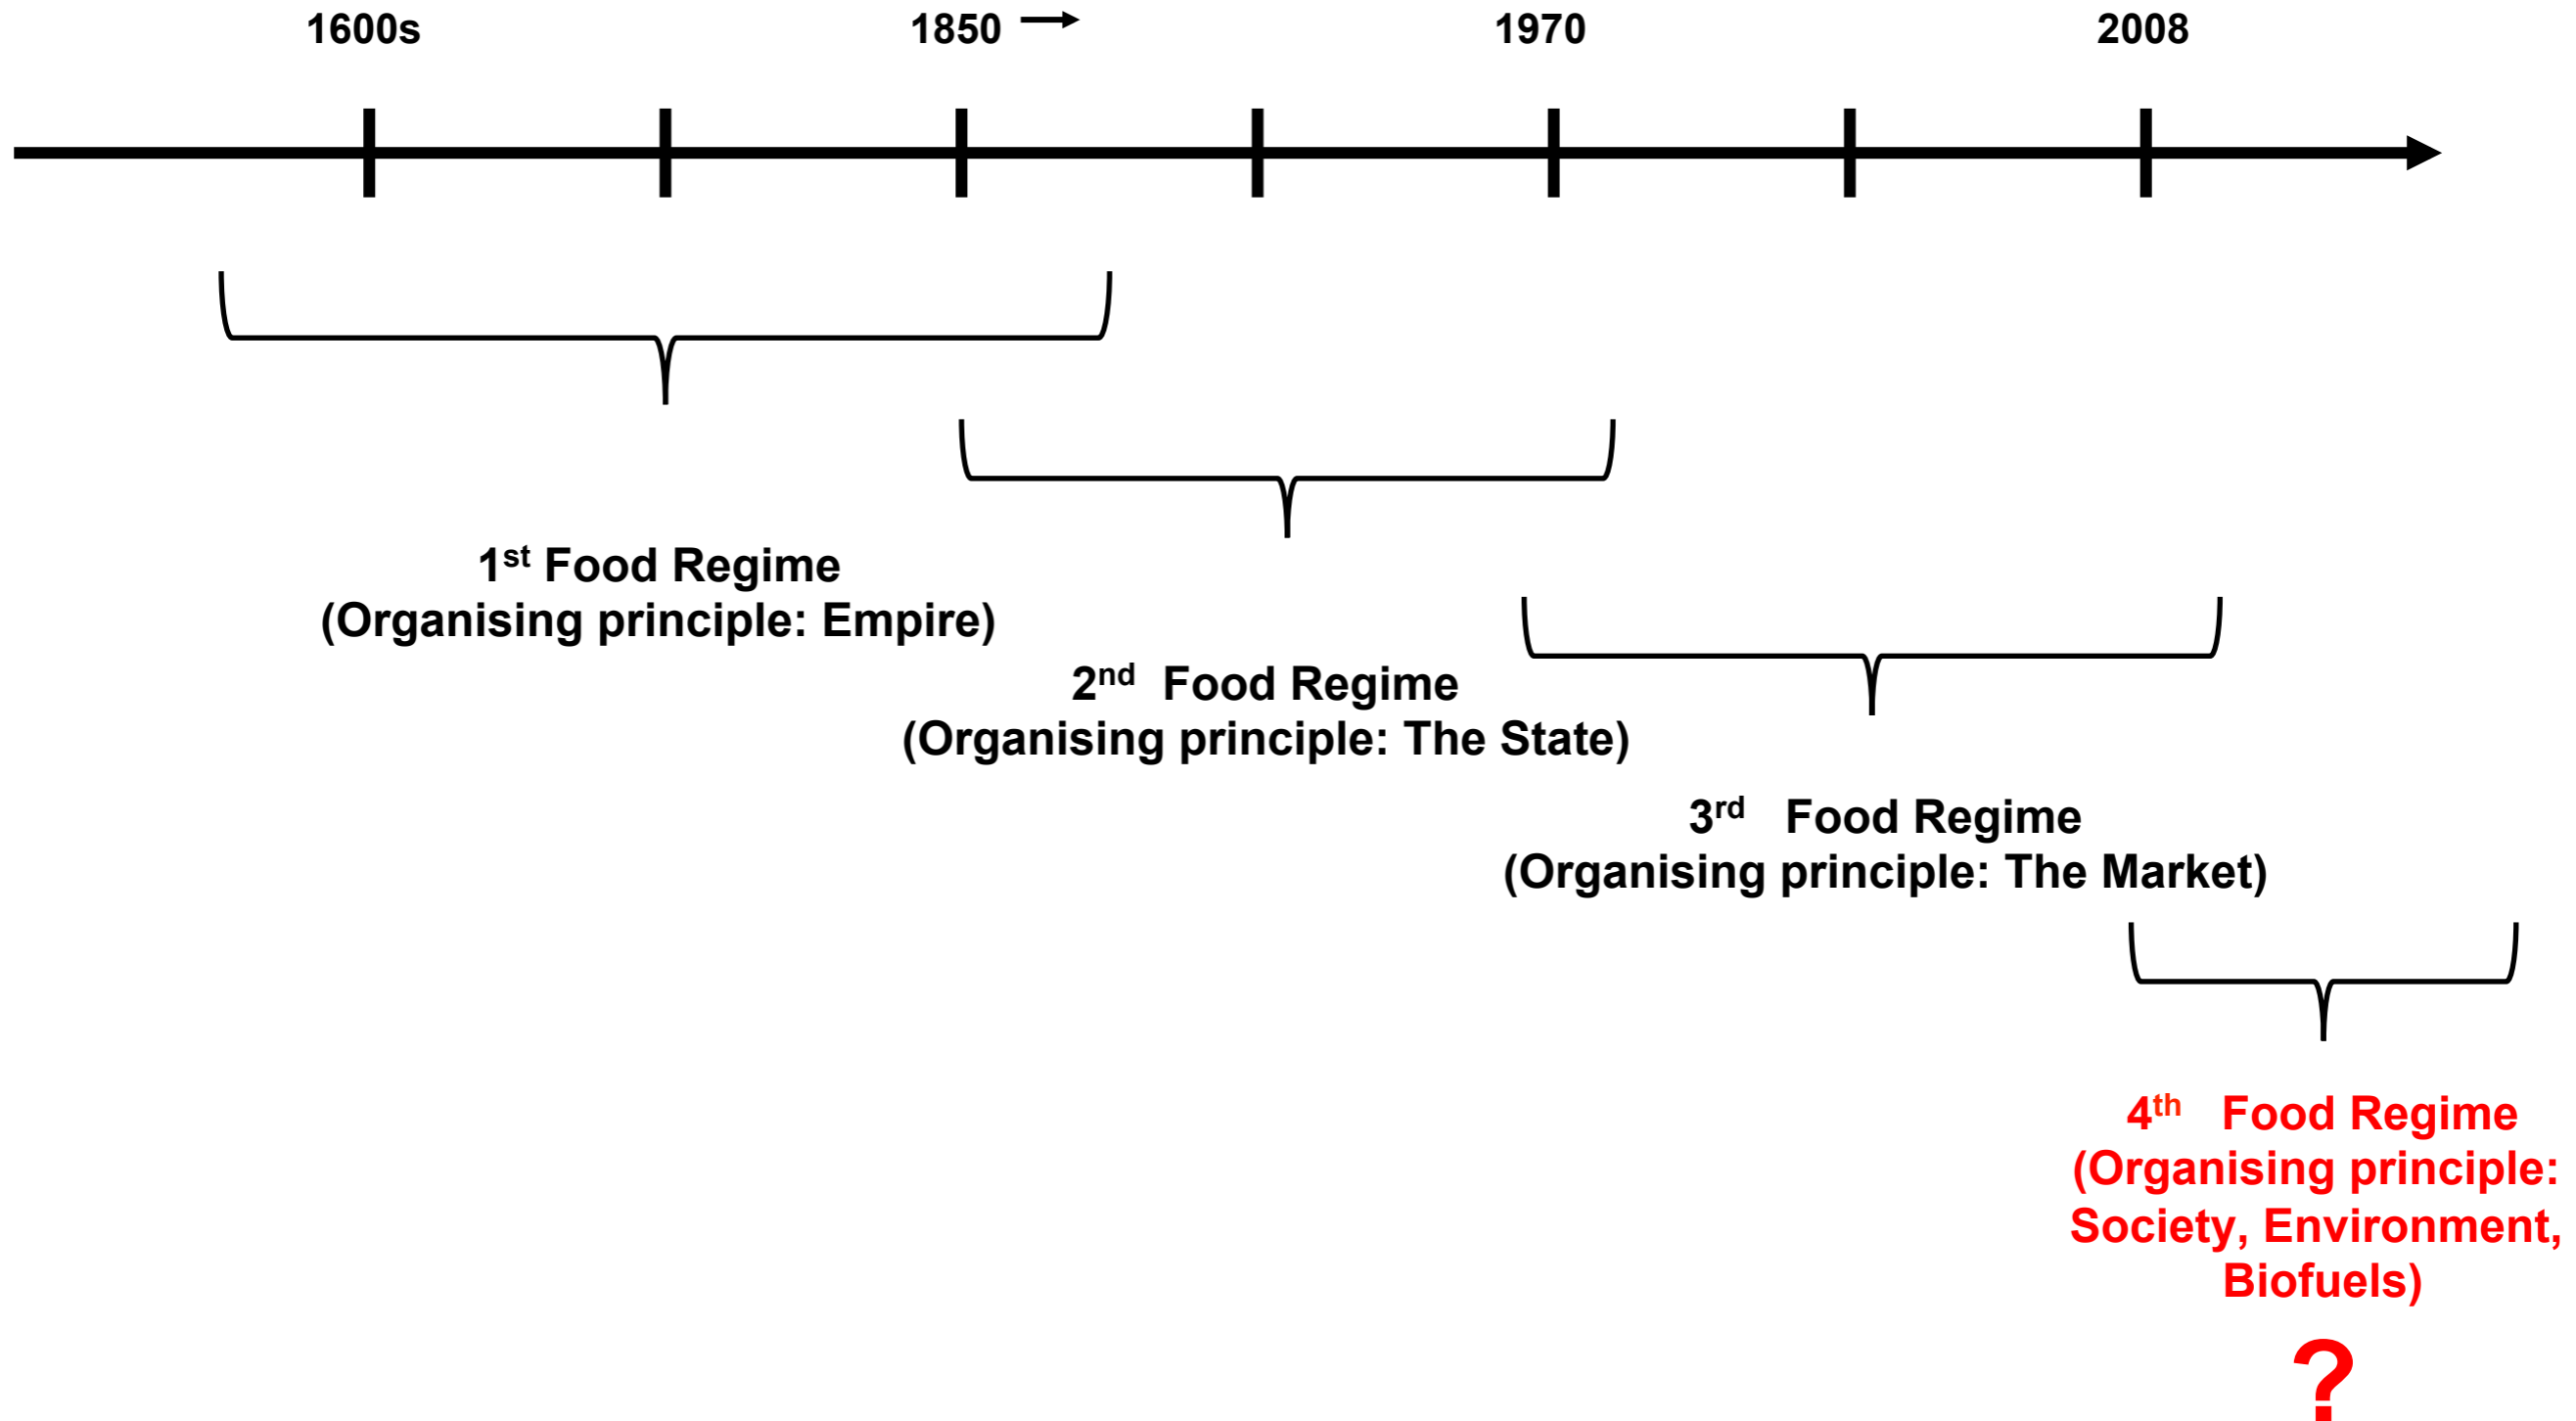 1600s 1850 → 1970 2008
1st Food Regime
(Organising principle: Empire)
2nd Food Regime
(Organising principle: The State)
3rd Food Regime
(Organising principle: The Market)
4th Food Regime
(Organising principle:
Society, Environment,
Biofuels)
?